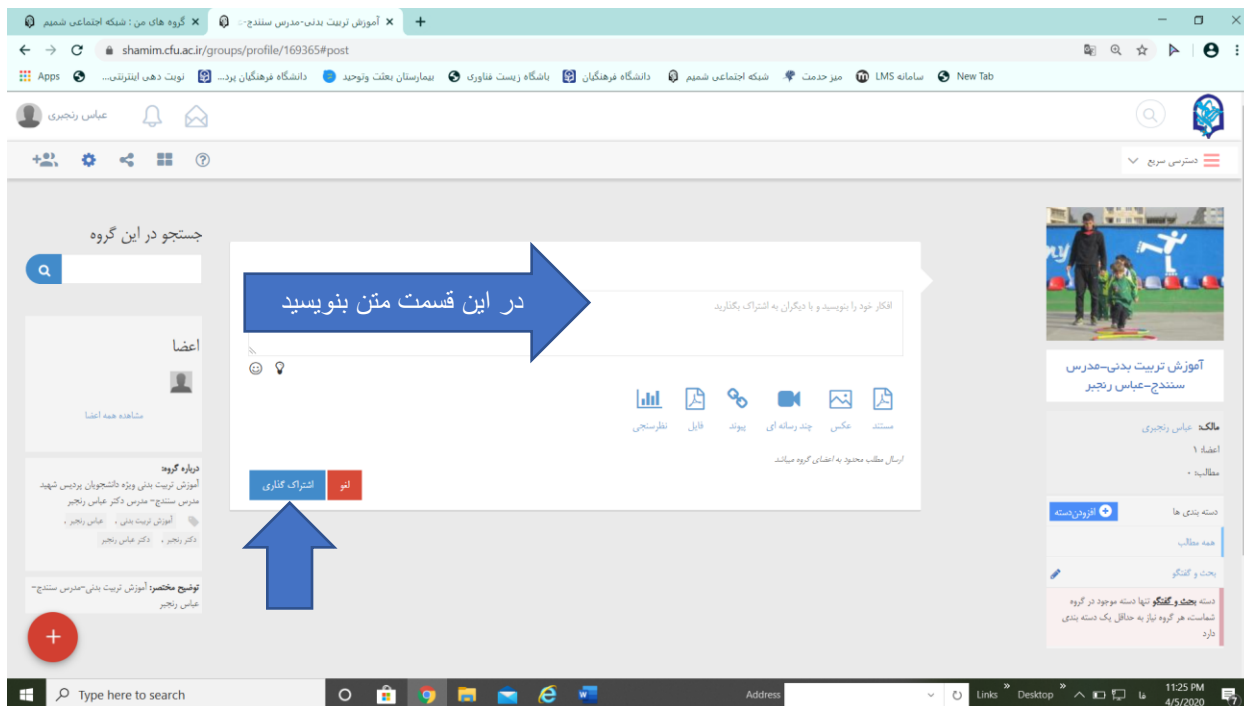 گروه های من : شبکه اجتماعی شمیم
آموزش تربیت بدنی-مدرس سنندج-
shamim.cfu.ac.ir/groups/profile/169365#post
Apps
نوبت دهی اینترنتی...
دانشگاه فرهنگیان پرد...
بیمارستان بعثت وتوحید
باشگاه زیست فناوری
دانشگاه فرهنگیان
شبکه اجتماعی شمیم
میز خدمت
سامانه LMS
New Tab
عباس رنجبری
دسترسی سریع
جستجو در این گروه
در این قسمت متن بنویسید
افکار خود را بنویسید و با دیگران به اشتراک بگذارید
اعضا
مشاهده همه اعضا
مستند
عکس
چند رسانه ای
پیوند
فایل
نظرسنجی
ارسال مطلب محدود به اعضای گروه میباشد.
لغو
اشتراک گذاری
درباره گروه:
آموزش تربیت بدنی ویژه دانشجویان پردیس شهید
مدرس سنندج- مدرس دکتر عباس رنجبر
آموزش تربیت بدنی ، عباس رنجبر ،
دکتر رنجبر ، دکتر عباس رنجبر
توضیح مختصر: آموزش تربیت بدنی-مدرس سنندج-
عباس رنجبر
آموزش تربیت بدنی-مدرس
سنندج-عباس رنجبر
مالک: عباس رنجبری
اعضا: ۱
مطالب: ۰
دسته بندی ها
افزودن‌دسته
همه مطالب
بحث و گفتگو
دسته بحث و گفتگو تنها دسته موجود در گروه
شماست، هر گروه نیاز به حداقل یک دسته بندی
دارد
Type here to search
Address
Links
Desktop
فا
11:25 PM
4/5/2020